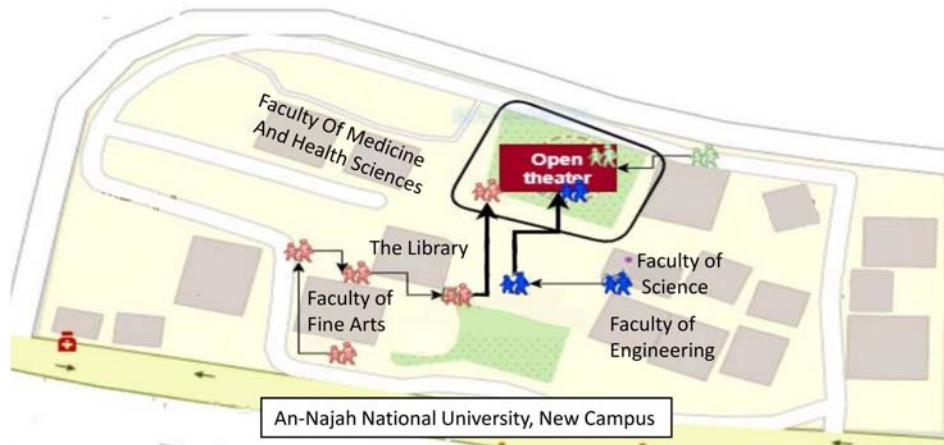 Faculty Of Medicine
And Health Sciences
Open
theater
The Library
Faculty of
Science
Faculty of
Fine Arts
Faculty of
Engineering
An-Najah National University, New Campus